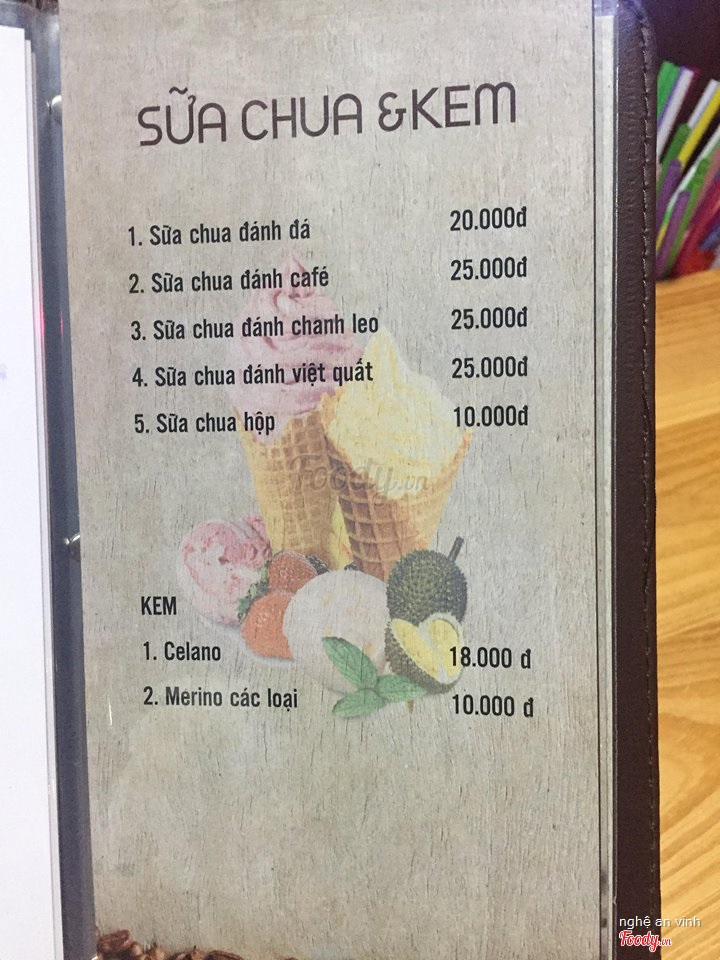 SỮA CHUA &KEM
1. Sữa chua đánh đá 20.000đ
2. Sữa chua đánh café 25.000đ
3. Sữa chua đánh chanh leo 25.000đ
4. Sữa chua đánh việt quất 25.000đ
5. Sữa chua hộp 10.000đ
Foody.vn
KEM
1. Celano 18.000 đ
2. Merino các loại 10.000 đ
nghệ an vinh
Foody.vn